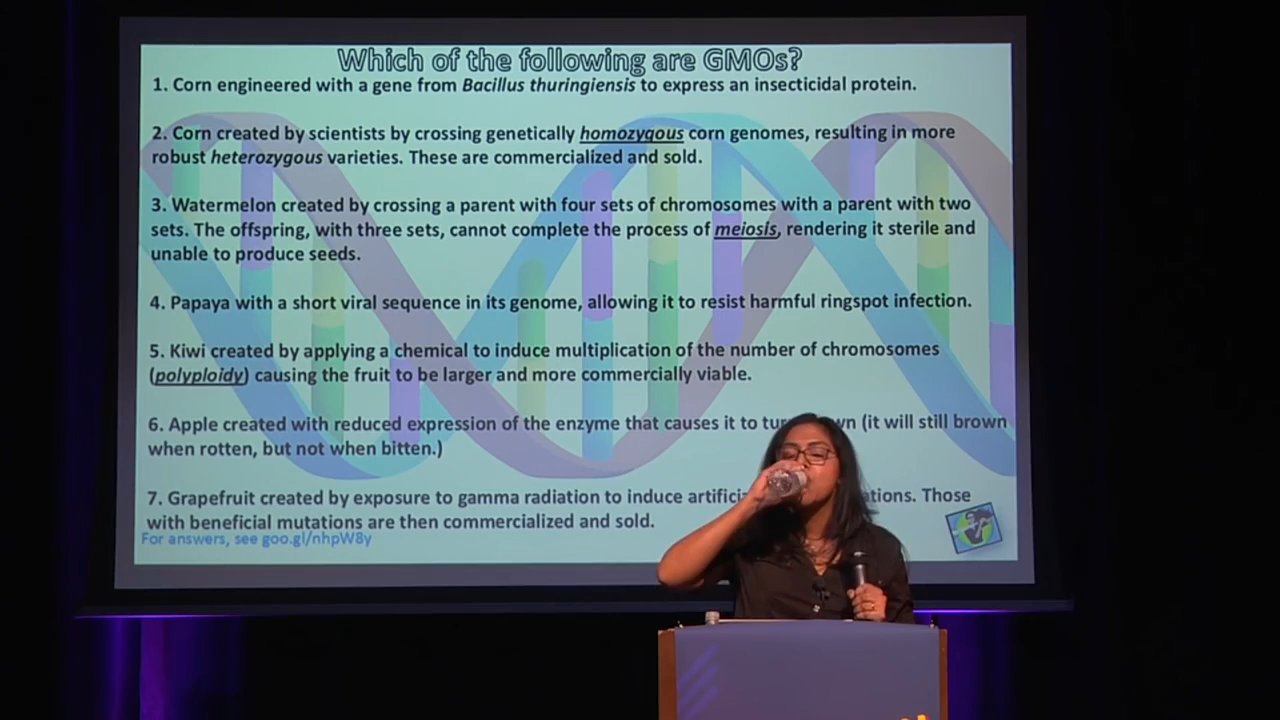 Which of the following are GMOs?
1. Corn engineered with a gene from Bacillus thuringiensis to express an insecticidal protein.
2. Corn created by scientists by crossing genetically homozygous corn genomes, resulting in more
robust heterozygous varieties. These are commercialized and sold.
3. Watermelon created by crossing a parent with four sets of chromosomes with a parent with two
sets. The offspring, with three sets, cannot complete the process of meiosis, rendering it sterile and
unable to produce seeds.
4. Papaya with a short viral sequence in its genome, allowing it to resist harmful ringspot infection.
5. Kiwi created by applying a chemical to induce multiplication of the number of chromosomes
(polyploidy) causing the fruit to be larger and more commercially viable.
6. Apple created with reduced expression of the enzyme that causes it to (it will still brown
when rotten, but not when bitten.)
7. Grapefruit created by exposure to gamma radiation to induce Those
with beneficial mutations are then commercialized and sold.
For answers, see goo.gl/nhpW8y